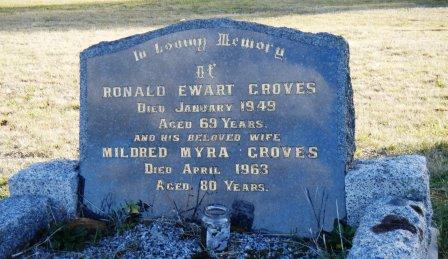 In Loving Memory
Of
RONALD EWART GROVES
DIED JANUARY 1949
AGED 69 YEARS.
AND HIS BELOVED WIFE
MILDRED MYRA GROVES
DIED APRIL 1963
AGED 80 YEARS.